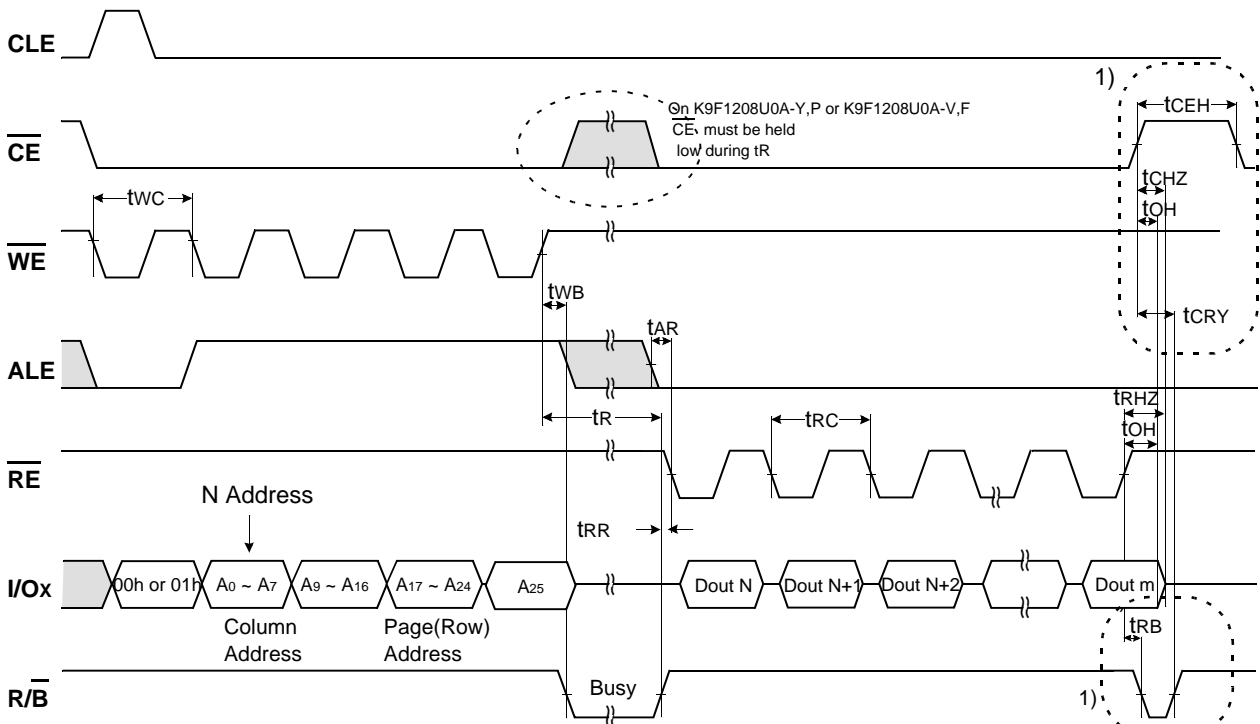 CLE
1)
tCEH
On K9F1208U0A-Y,P or K9F1208U0A-V,F
CE must be held
low during tR
CE
tCHZ
tWC
tOH
WE
tWB
tCRY
tAR
ALE
tRHZ
tR
tRC
tOH
RE
N Address
tRR
I/Ox
00h or 01h
A0 ~ A7
A9 ~ A16
A17 ~ A24
A25
Dout N
Dout N+1
Dout N+2
Dout m
Column
Address
Page(Row)
Address
tRB
Busy
R/B
1)